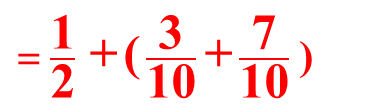 = 1/2 + (3/10 + 7/10)